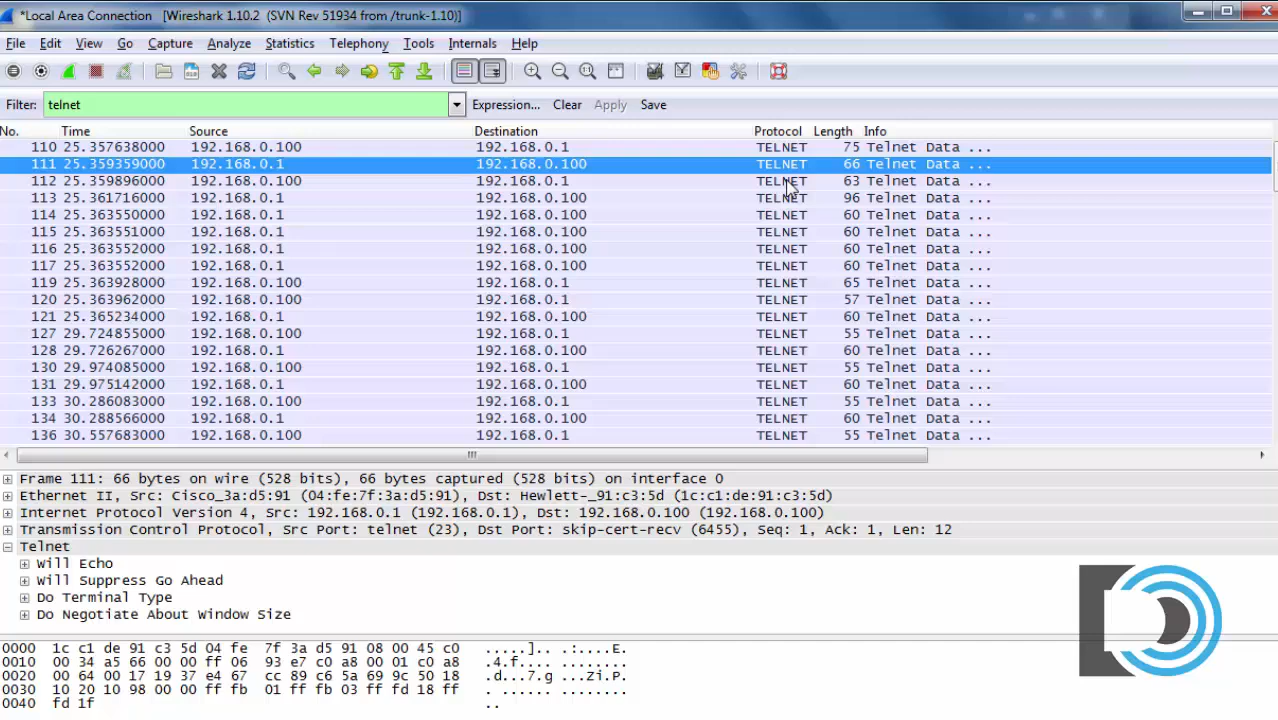 *Local Area Connection [Wireshark 1.10.2 (SVN Rev 51934 from /trunk-1.10)]
File Edit View Go Capture Analyze Statistics Telephony Tools Internals Help
Filter: telnet Expression... Clear Apply Save
No. Time Source Destination Protocol Length Info
110 25.357638000 192.168.0.100 192.168.0.1 TELNET 75 Telnet Data ...
111 25.359359000 192.168.0.1 192.168.0.100 TELNET 66 Telnet Data ...
112 25.359896000 192.168.0.100 192.168.0.1 TELNET 63 Telnet Data ...
113 25.361716000 192.168.0.1 192.168.0.100 TELNET 96 Telnet Data ...
114 25.363550000 192.168.0.1 192.168.0.100 TELNET 60 Telnet Data ...
115 25.363551000 192.168.0.1 192.168.0.100 TELNET 60 Telnet Data ...
116 25.363552000 192.168.0.1 192.168.0.100 TELNET 60 Telnet Data ...
117 25.363552000 192.168.0.1 192.168.0.100 TELNET 60 Telnet Data ...
119 25.363928000 192.168.0.100 192.168.0.1 TELNET 65 Telnet Data ...
120 25.363962000 192.168.0.100 192.168.0.1 TELNET 57 Telnet Data ...
121 25.365234000 192.168.0.1 192.168.0.100 TELNET 60 Telnet Data ...
127 29.724855000 192.168.0.100 192.168.0.1 TELNET 55 Telnet Data ...
128 29.726267000 192.168.0.1 192.168.0.100 TELNET 60 Telnet Data ...
130 29.974085000 192.168.0.100 192.168.0.1 TELNET 55 Telnet Data ...
131 29.975142000 192.168.0.1 192.168.0.100 TELNET 60 Telnet Data ...
133 30.286083000 192.168.0.100 192.168.0.1 TELNET 55 Telnet Data ...
134 30.288566000 192.168.0.1 192.168.0.100 TELNET 60 Telnet Data ...
136 30.557683000 192.168.0.100 192.168.0.1 TELNET 55 Telnet Data ...
Frame 111: 66 bytes on wire (528 bits), 66 bytes captured (528 bits) on interface 0
Ethernet II, Src: Cisco_3a:d5:91 (04:fe:7f:3a:d5:91), Dst: Hewlett-_91:c3:5d (1c:c1:de:91:c3:5d)
Internet Protocol Version 4, Src: 192.168.0.1 (192.168.0.1), Dst: 192.168.0.100 (192.168.0.100)
Transmission Control Protocol, Src Port: telnet (23), Dst Port: skip-cert-recv (6455), Seq: 1, Ack: 1, Len: 12
Telnet
Will Echo
Will Suppress Go Ahead
Do Terminal Type
Do Negotiate About Window Size
0000 1c c1 de 91 c3 5d 04 fe 7f 3a d5 91 08 00 45 c0 .....].. .:....E.
0010 00 34 a5 66 00 00 ff 06 93 e7 c0 a8 00 01 c0 a8 .4.f.... ........
0020 00 64 00 17 19 37 e4 67 cc 89 c6 5a 69 9c 50 18 .d...7.g ...Zi.P.
0030 10 20 10 98 00 00 ff fb 01 ff fb 03 ff fd 18 ff . ...... ........
0040 fd 1f ..